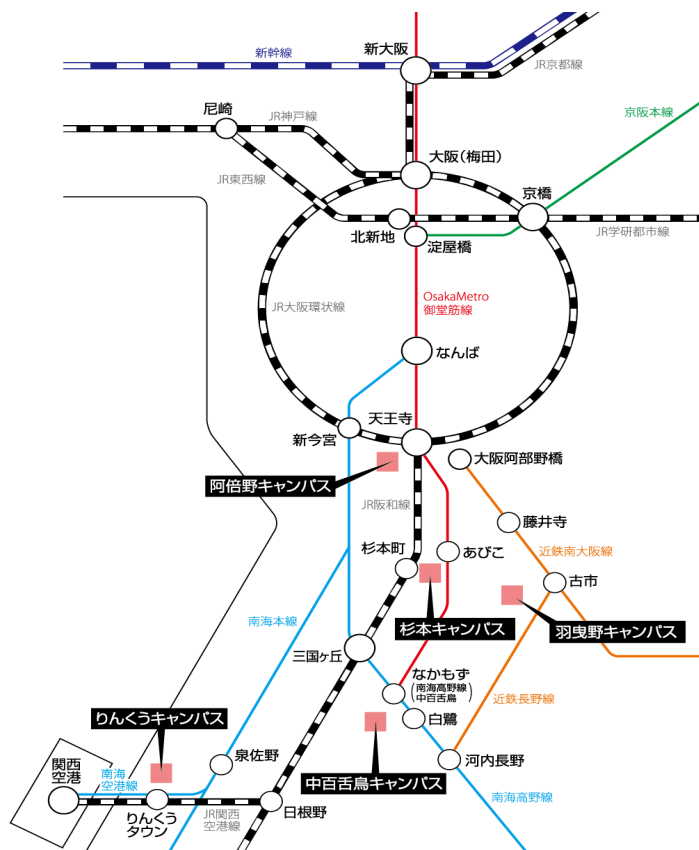 新大阪
新幹線
JR京都線
尼崎
JR神戸線
京阪本線
大阪(梅田)
JR東西線
京橋
北新地
淀屋橋
JR学研都市線
OsakaMetro
御堂筋線
JR大阪環状線
なんば
天王寺
新今宮
大阪阿部野橋
阿倍野キャンパス
JR阪和線
藤井寺
杉本町
あびこ
近鉄南大阪線
古市
南海本線
杉本キャンパス
羽曳野キャンパス
三国ヶ丘
なかもず
(南海高野線
中百舌鳥)
近鉄長野線
りんくうキャンパス
白鷺
泉佐野
河内長野
関西
空港
南海
空港線
中百舌鳥キャンパス
りんくう
タウン
JR関西
空港線
日根野
南海高野線